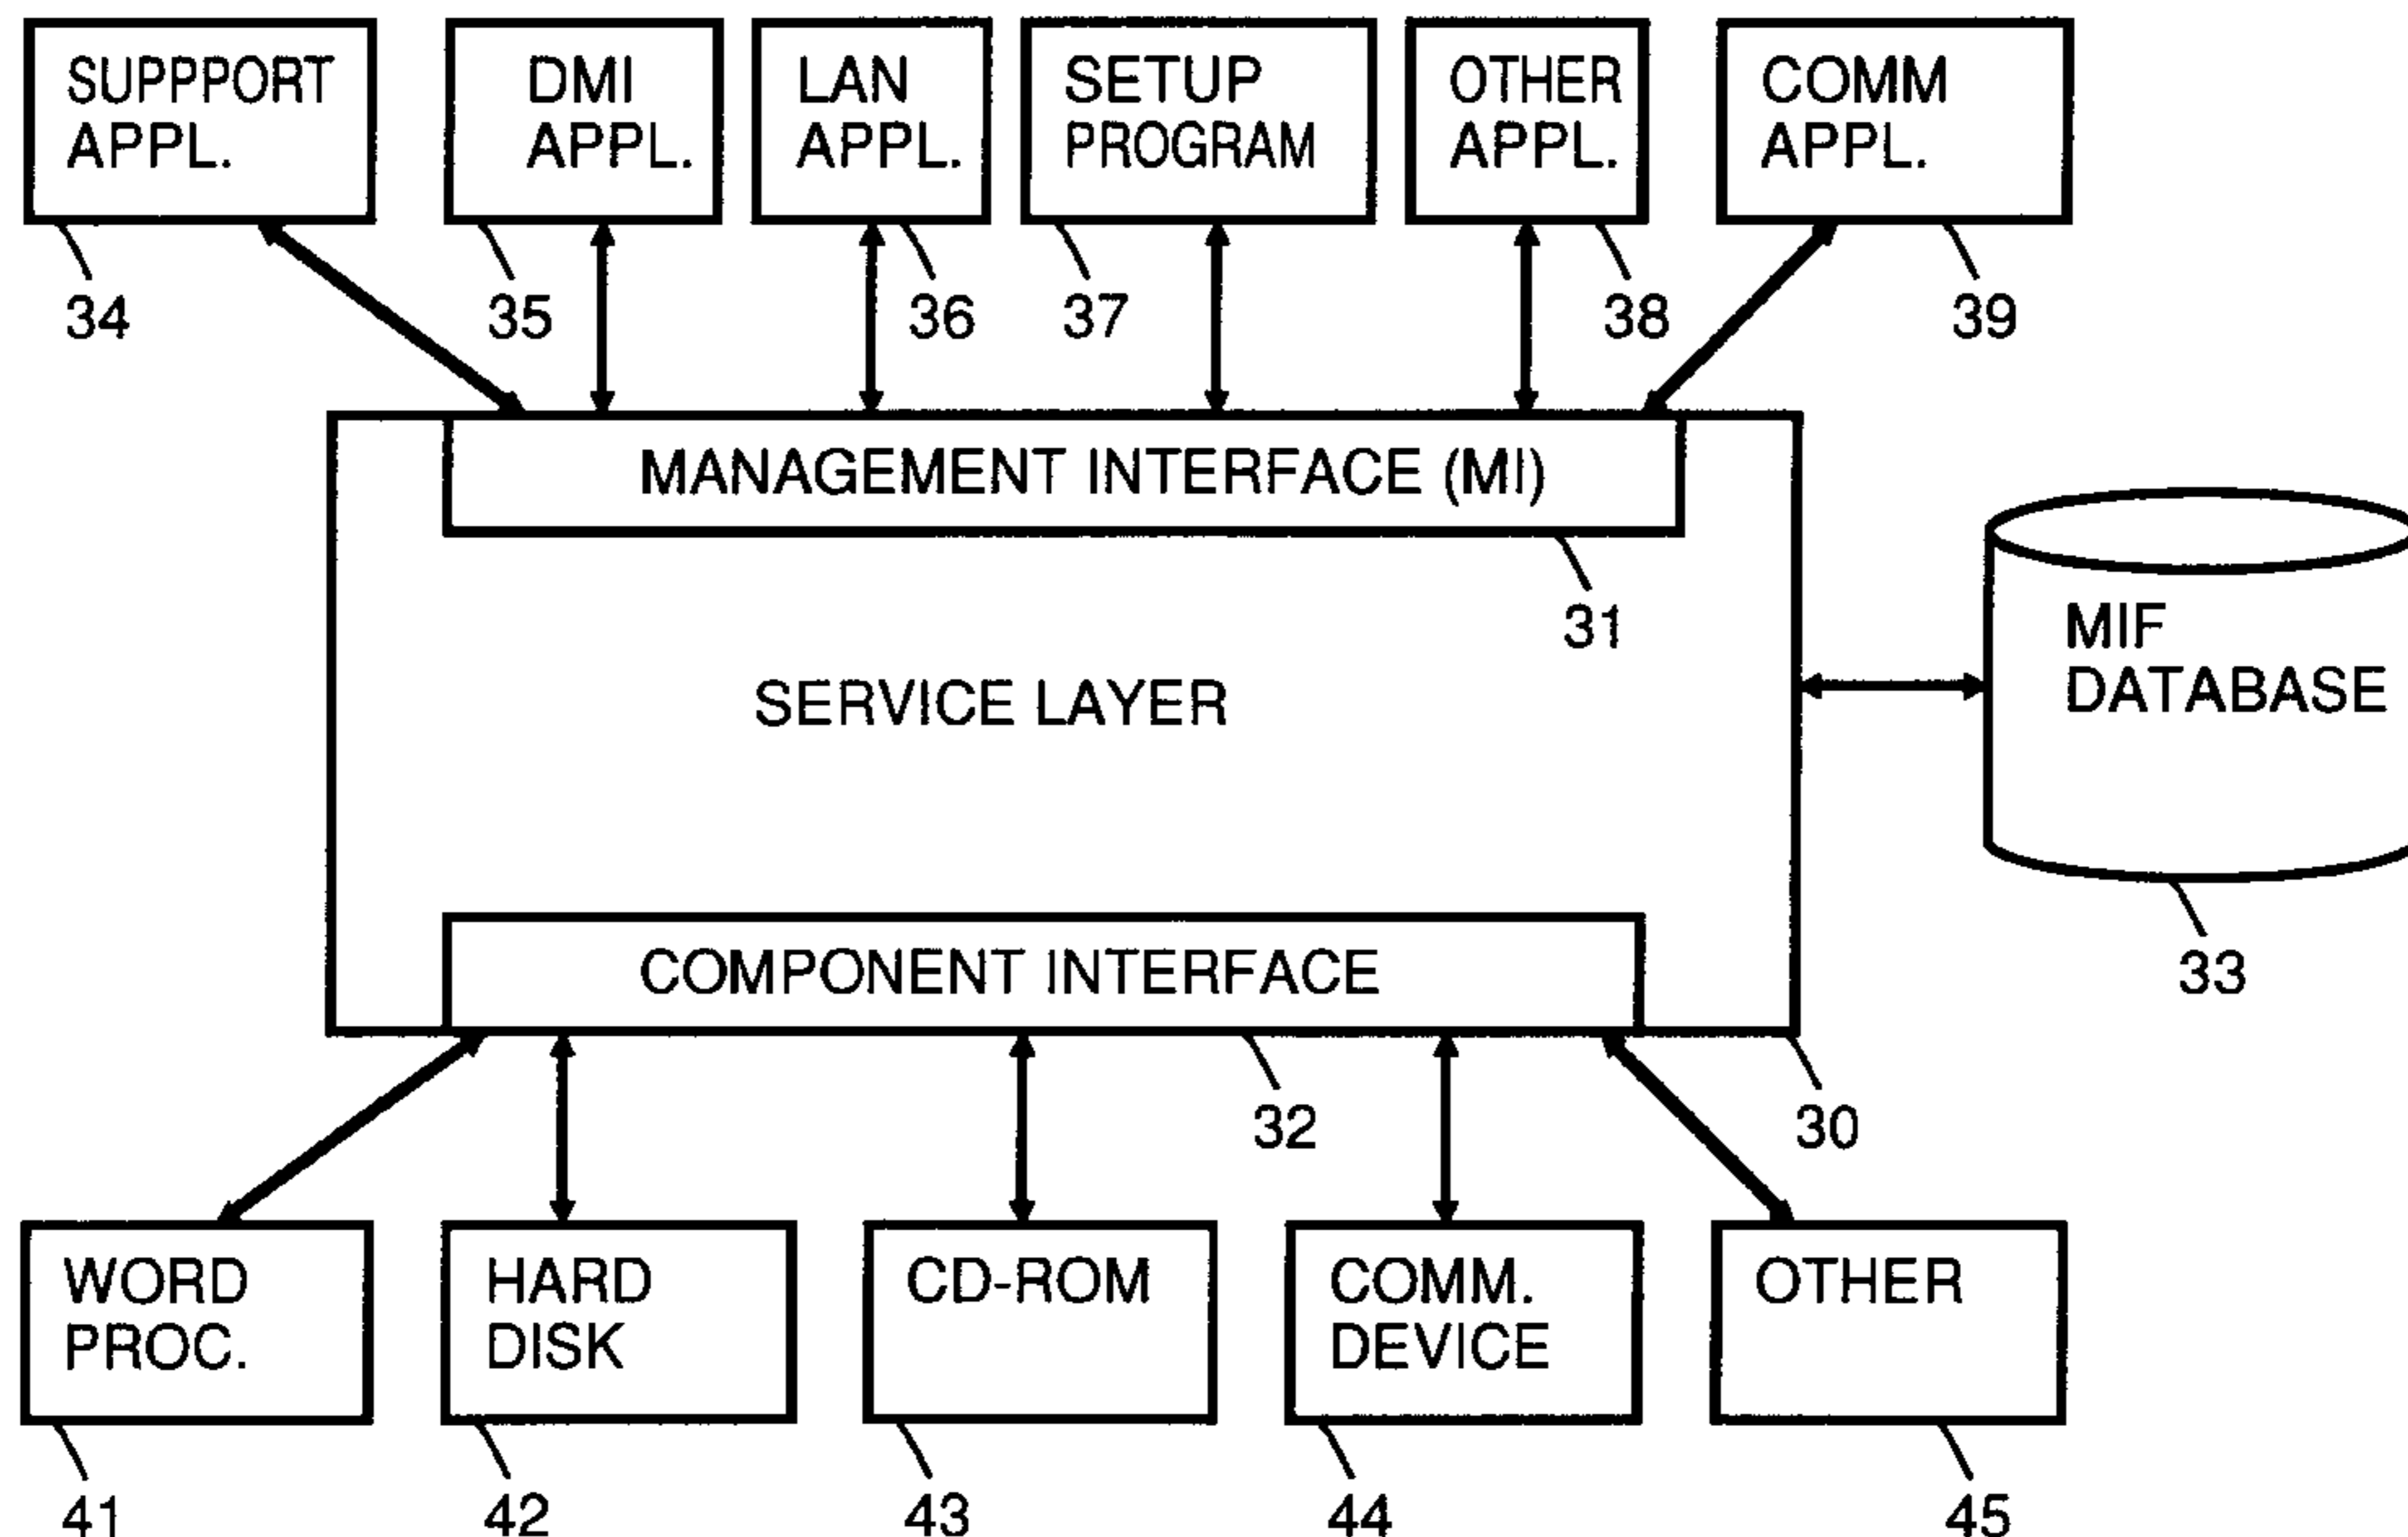 SUPPPORT
APPL.
DMI
APPL.
LAN
APPL.
SETUP
PROGRAM
OTHER
APPL.
COMM
APPL.
34
35
36
37
38
39
MANAGEMENT INTERFACE (MI)
31
SERVICE LAYER
MIF
DATABASE
33
COMPONENT INTERFACE
32
30
WORD
PROC.
HARD
DISK
CD-ROM
COMM.
DEVICE
OTHER
41
42
43
44
45